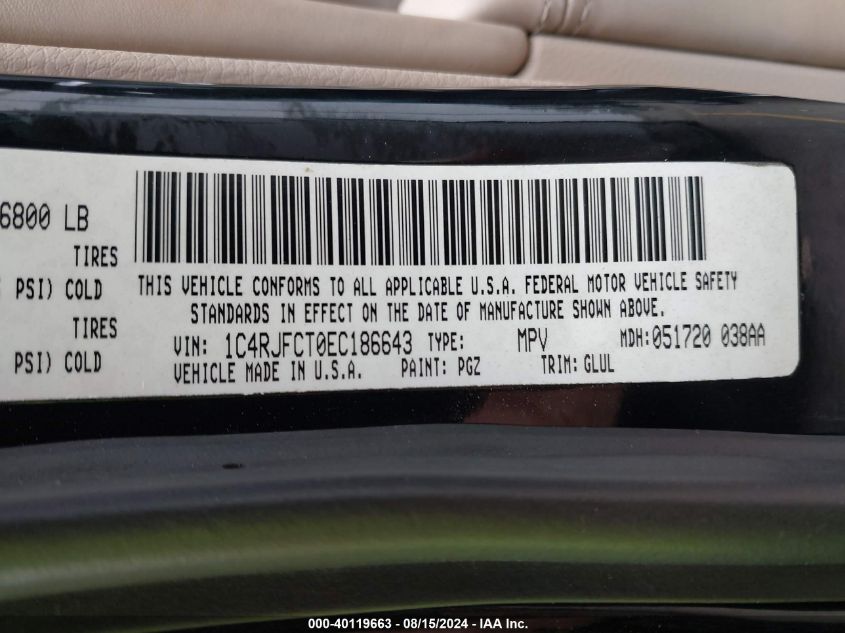 6800 LB
TIRES
PSI) COLD
TIRES
PSI) COLD
THIS VEHICLE CONFORMS TO ALL APPLICABLE U.S.A. FEDERAL MOTOR VEHICLE SAFETY
STANDARDS IN EFFECT ON THE DATE OF MANUFACTURE SHOWN ABOVE.
VIN: 1C4RJFCT0EC186643 TYPE: MPV MDH:051720 038AA
VEHICLE MADE IN U.S.A. PAINT: PGZ TRIM: GLUL
000-40119663 - 08/15/2024 - IAA Inc.